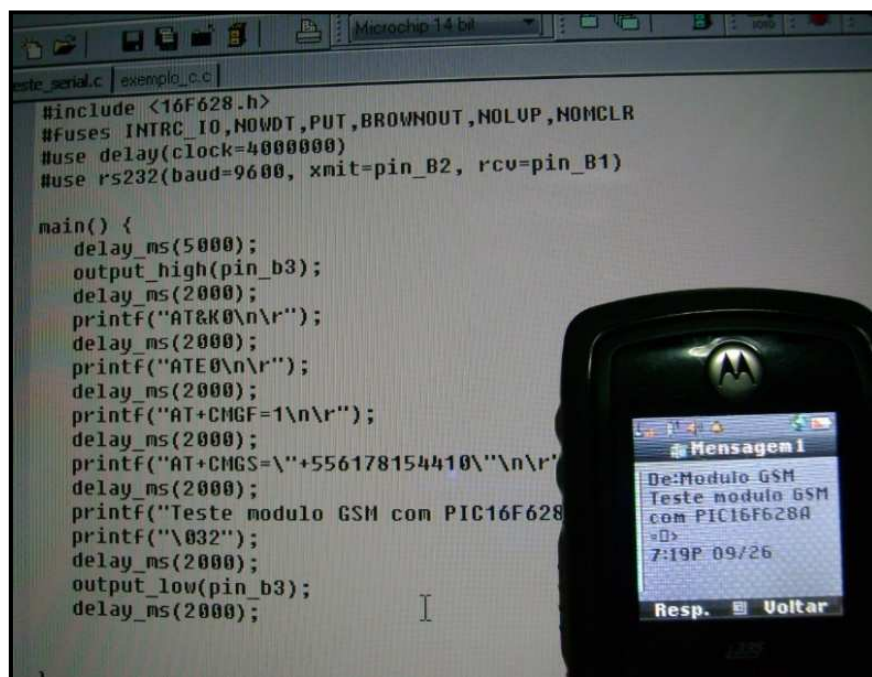 Microchip 14 bit
este_serial.c exemplo_c.c
#include <16F628.h>
#fuses INTRC_IO,NOWDT,PUT,BROWNOUT,NOLVP,NOMCLR
#use delay(clock=4000000)
#use rs232(baud=9600, xmit=pin_B2, rcv=pin_B1)
main() {
delay_ms(5000);
output_high(pin_b3);
delay_ms(2000);
printf("AT&K0\n\r");
delay_ms(2000);
printf("ATE0\n\r");
delay_ms(2000);
printf("AT+CMGF=1\n\r");
delay_ms(2000);
printf("AT+CMGS=\"+556178154410\"\n\r"
delay_ms(2000);
printf("Teste modulo GSM com PIC16F628
printf("\032");
delay_ms(2000);
output_low(pin_b3);
delay_ms(2000);
}
Mensagem1
De:Modulo GSM
Teste modulo GSM
com PIC16F628A
7:19P 09/26
Resp. Voltar